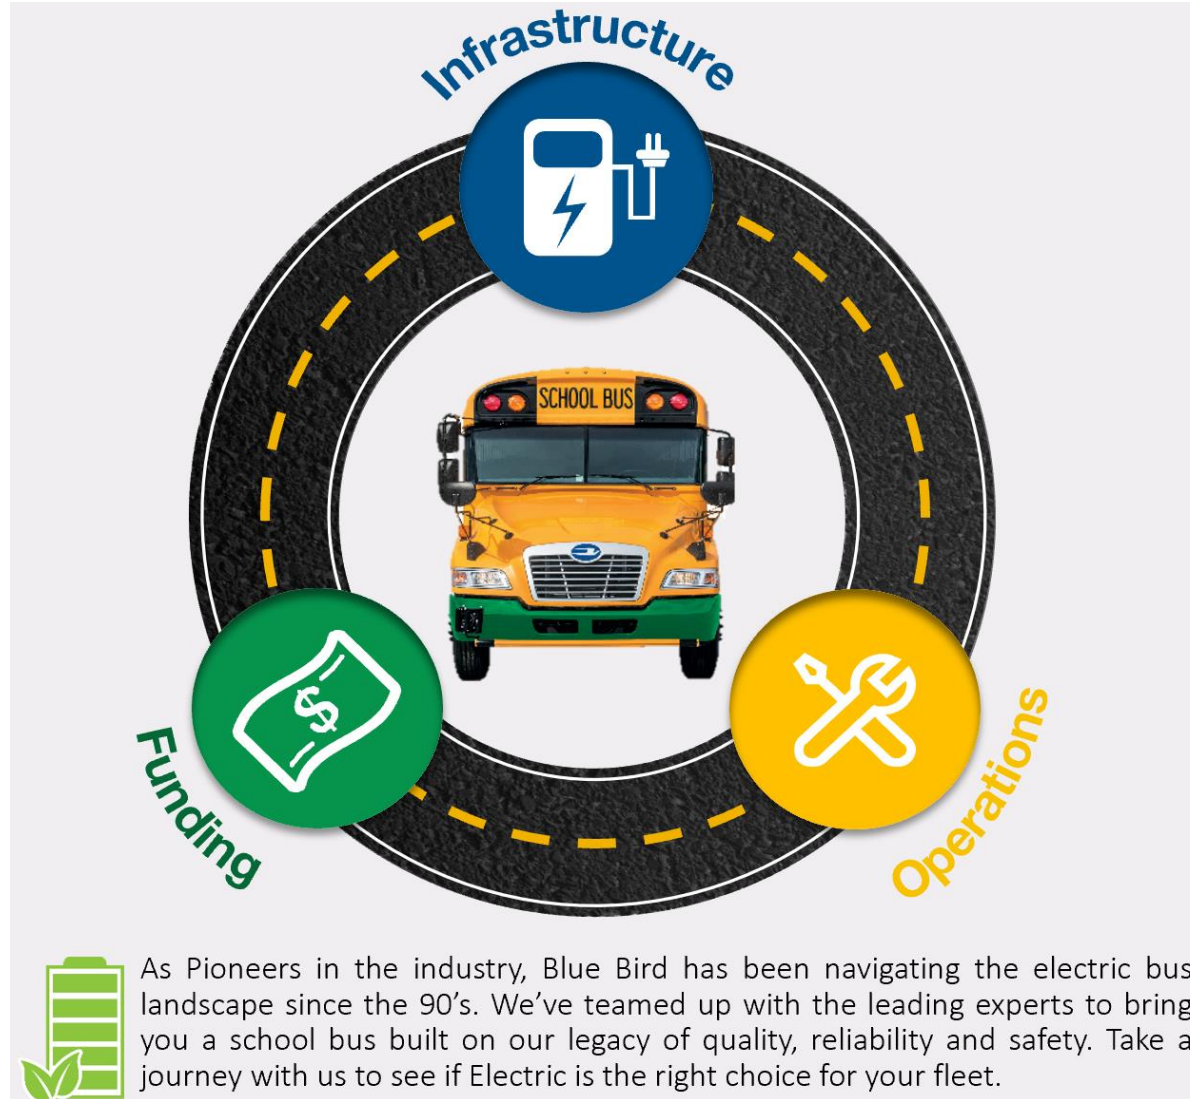 Infrastructure
SCHOOL BUS
$
Funding
Operations
As Pioneers in the industry, Blue Bird has been navigating the electric bus
landscape since the 90’s. We’ve teamed up with the leading experts to bring
you a school bus built on our legacy of quality, reliability and safety. Take a
journey with us to see if Electric is the right choice for your fleet.